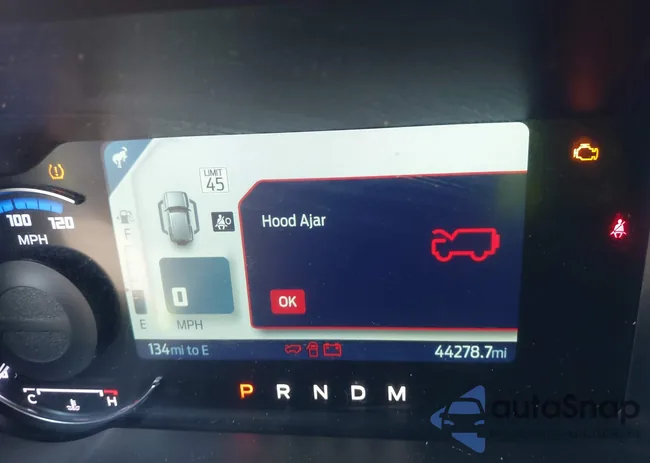 LIMIT
45
100 120
MPH
F
Hood Ajar
0
OK
E
MPH
134mi to E
44278.7mi
P R N D M
C H
autoSnap